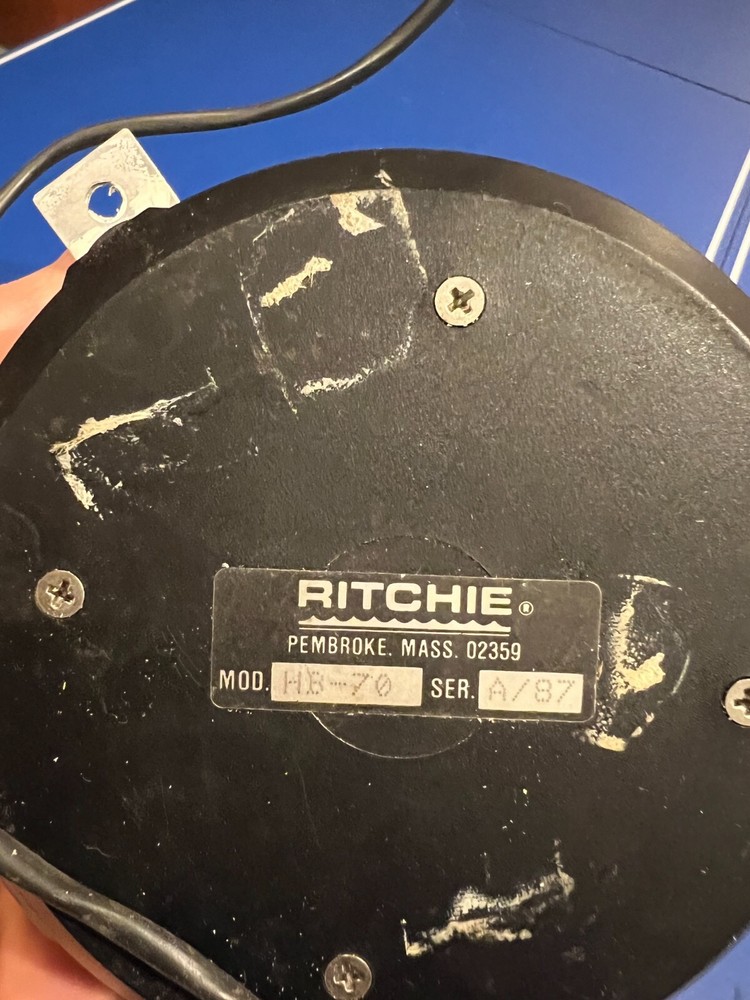 RITCHIE®
PEMBROKE. MASS. 02359
MOD. HB-70 SER. A/87